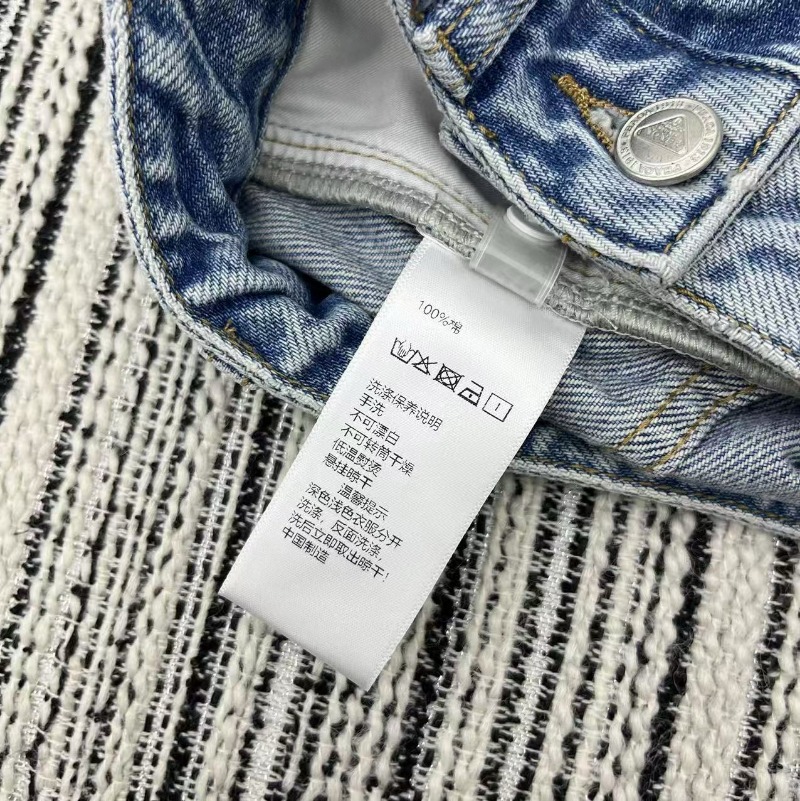 100%棉
洗涤保养说明
手洗
不可漂白
不可转筒干燥
低温熨烫
悬挂晾干
温馨提示
深色浅色衣服分开
洗涤，反面洗涤，
洗后立即取出晾干!
中国制造